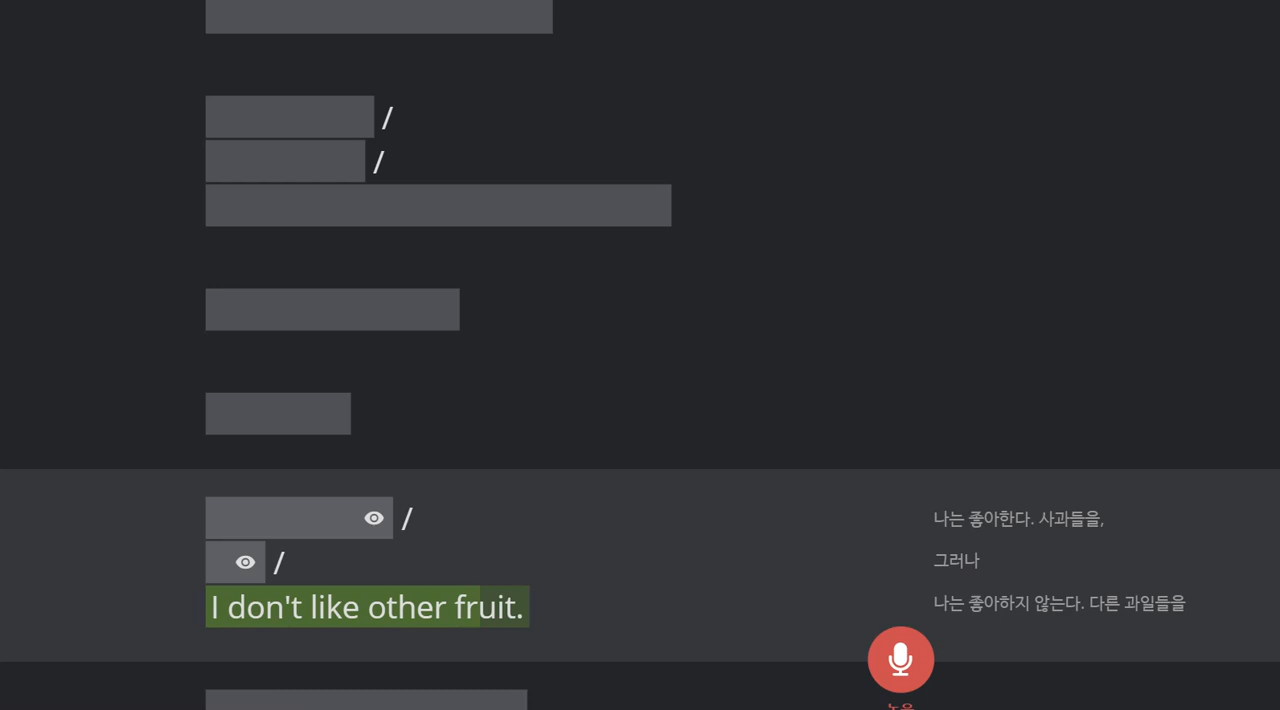 /
/
/ 나는 좋아한다. 사과들을,
/ 그러나
I don't like other fruit. 나는 좋아하지 않는다. 다른 과일들을